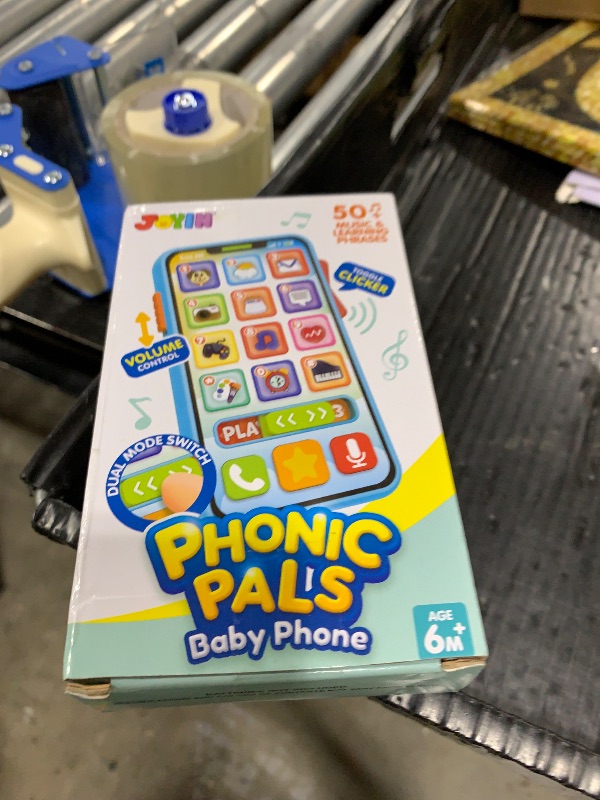 JOYIN
50
MUSIC &
LEARNING
PHRASES
TOGGLE
CLICKER
VOLUME
CONTROL
PLA
<< >>
3
DUAL MODE SWITCH
<< >>
PHONIC
PALS
Baby Phone
AGE
6M+